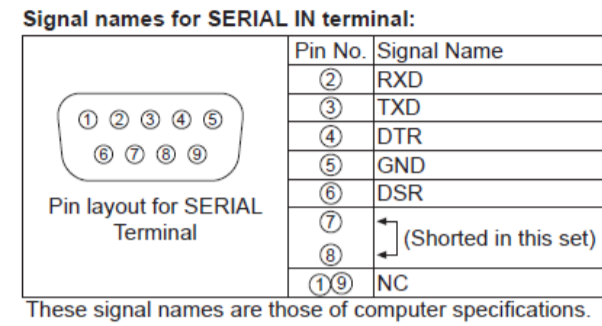 Signal names for SERIAL IN terminal:
Pin No. Signal Name
② RXD
③ TXD
④ DTR
⑤ GND
⑥ DSR
⑦
⑧ (Shorted in this set)
①⑨ NC
① ② ③ ④ ⑤
⑥ ⑦ ⑧ ⑨
Pin layout for SERIAL
Terminal
These signal names are those of computer specifications.